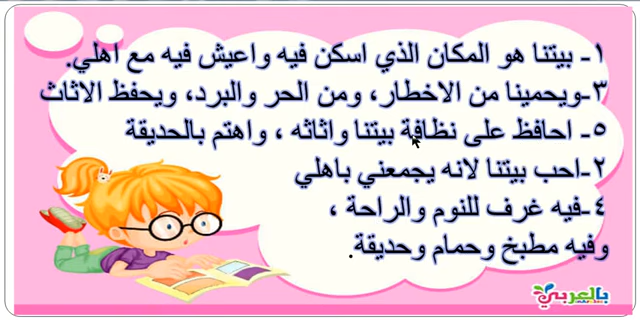 ١- بيتنا هو المكان الذي اسكن فيه واعيش فيه مع اهلي.
٣-ويحمينا من الاخطار، ومن الحر والبرد، ويحفظ الاثاث
٥- احافظ على نظافة بيتنا واثاثه ، واهتم بالحديقة
٢-احب بيتنا لانه يجمعني باهلي
٤-فيه غرف للنوم والراحة ،
وفيه مطبخ وحمام وحديقة.
بالعربي